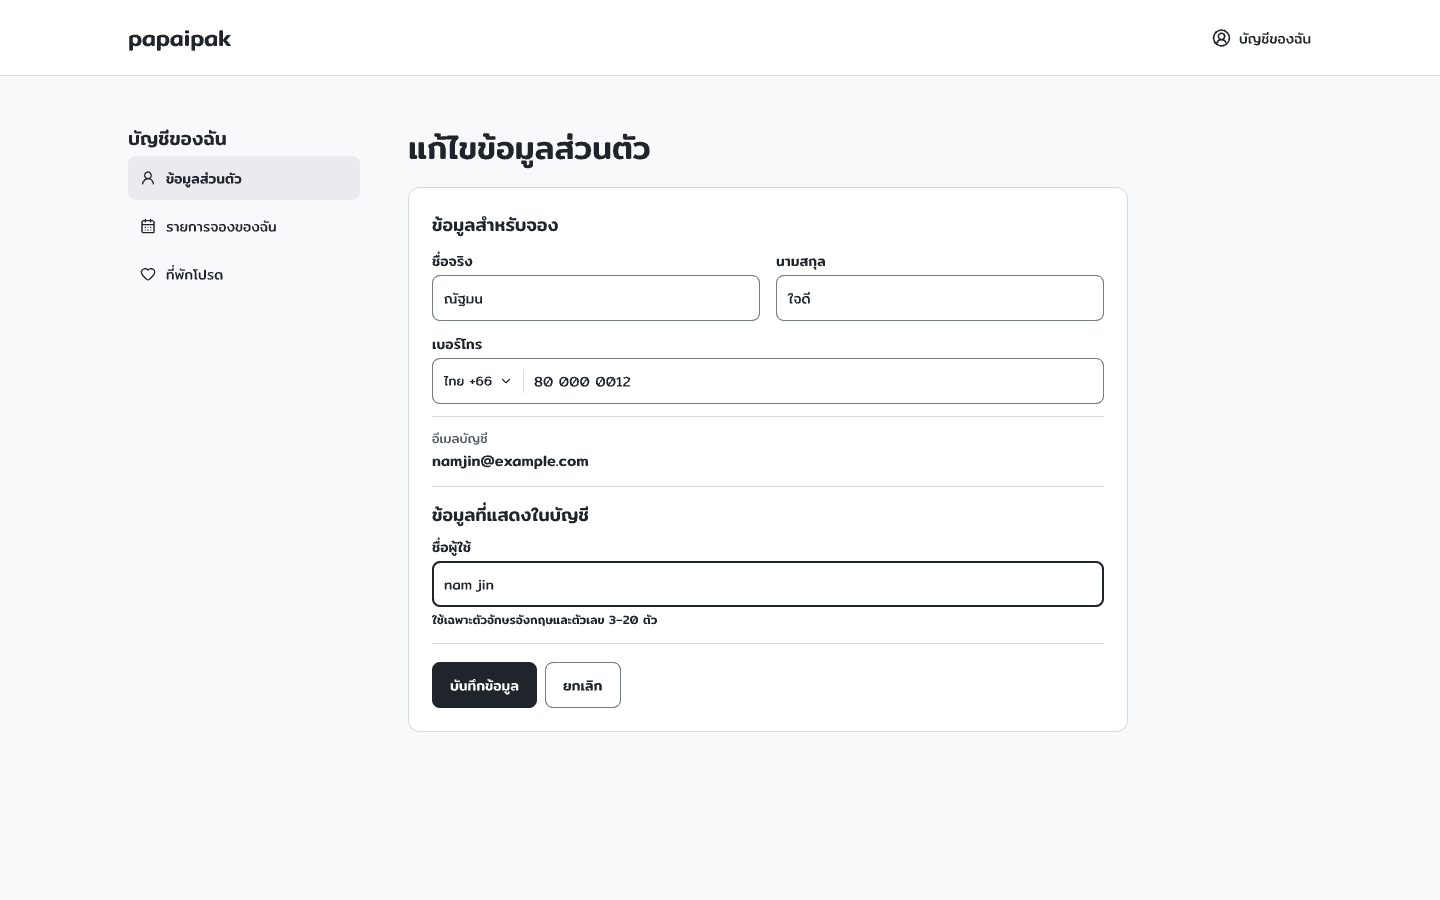 papaipak
บัญชีของฉัน
บัญชีของฉัน
ข้อมูลส่วนตัว
รายการจองของฉัน
ที่พักโปรด
แก้ไขข้อมูลส่วนตัว
ข้อมูลสำหรับจอง
ชื่อจริง
นามสกุล
ณัฐมน
ใจดี
เบอร์โทร
ไทย +66
80 000 0012
อีเมลบัญชี
namjin@example.com
ข้อมูลที่แสดงในบัญชี
ชื่อผู้ใช้
nam jin
ใช้เฉพาะตัวอักษรอังกฤษและตัวเลข 3–20 ตัว
บันทึกข้อมูล
ยกเลิก